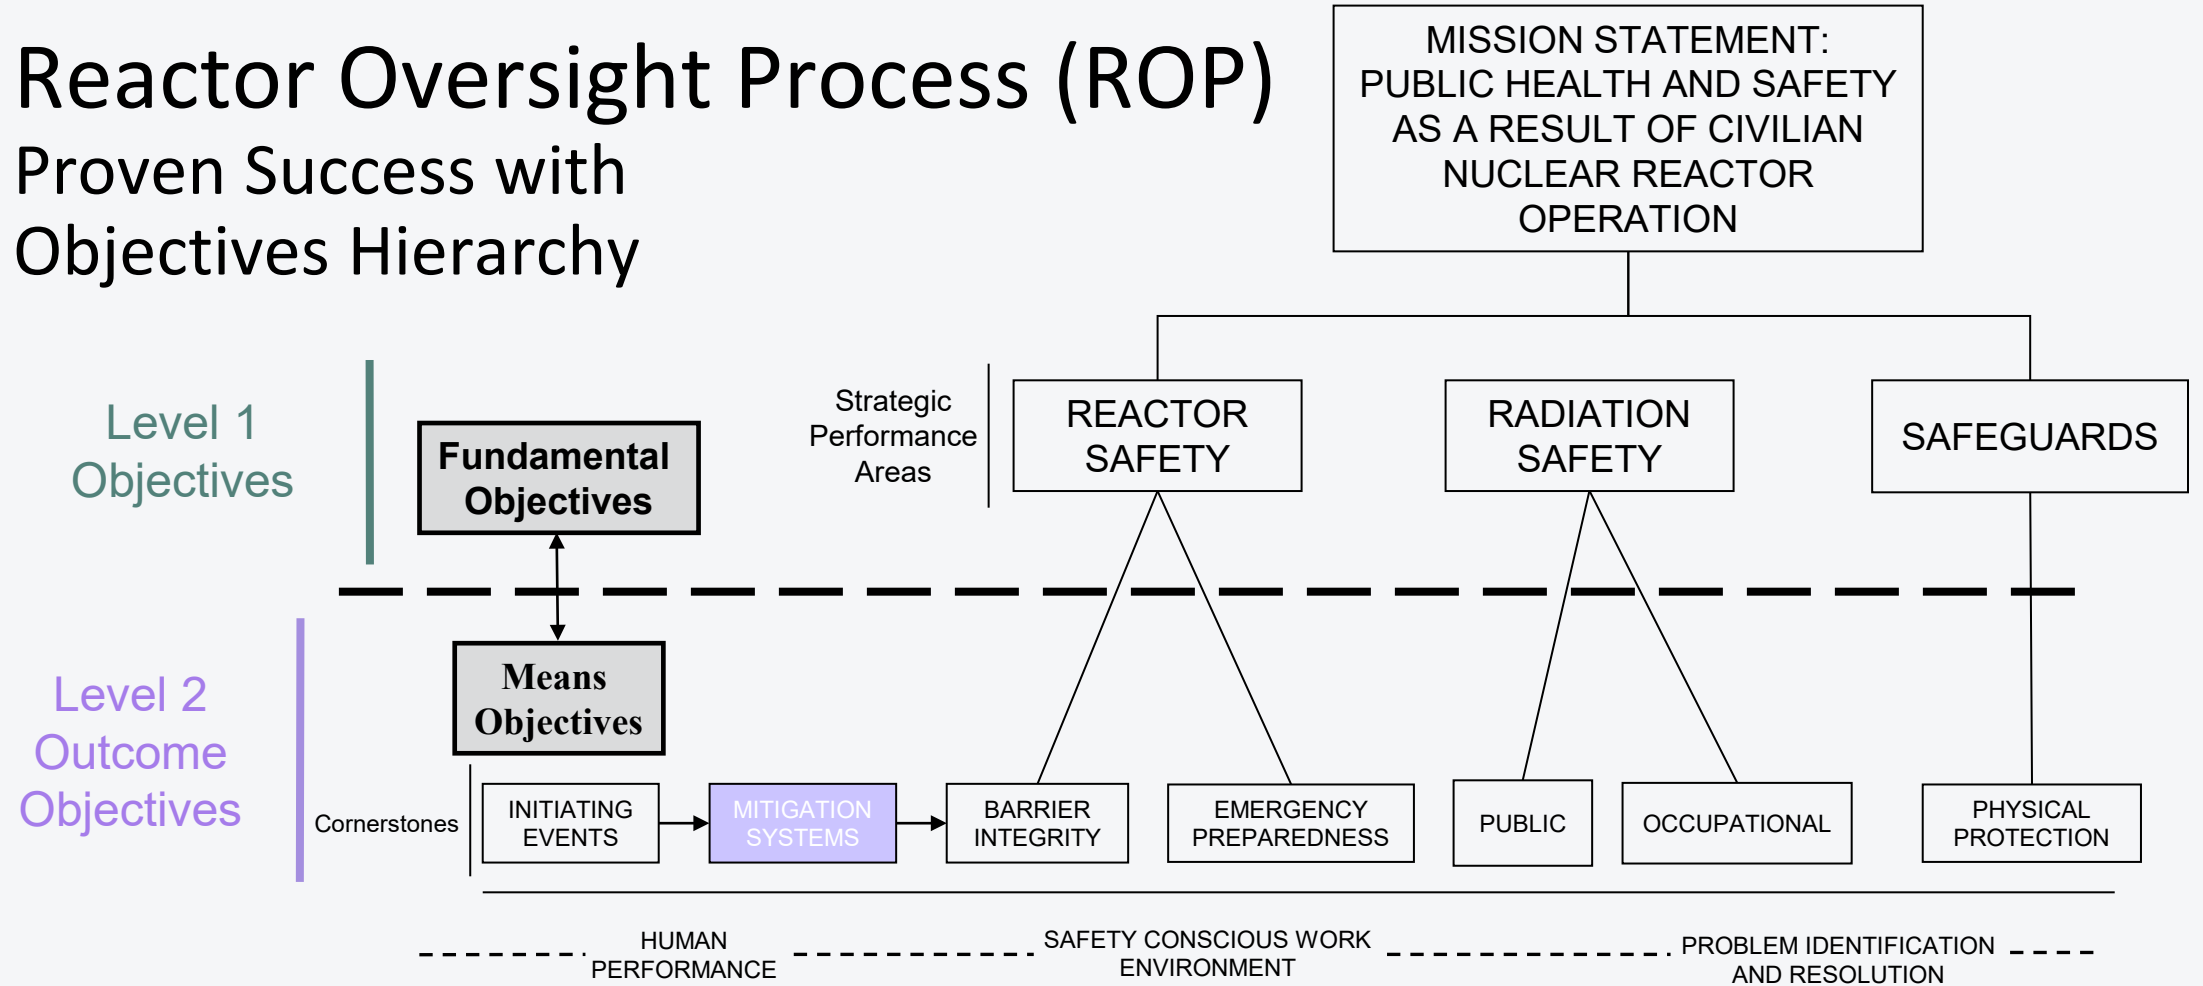 Reactor Oversight Process (ROP)
Proven Success with
Objectives Hierarchy
MISSION STATEMENT:
PUBLIC HEALTH AND SAFETY
AS A RESULT OF CIVILIAN
NUCLEAR REACTOR
OPERATION
Level 1
Objectives
Fundamental
Objectives
Strategic
Performance
Areas
REACTOR
SAFETY
RADIATION
SAFETY
SAFEGUARDS
Means
Objectives
Level 2
Outcome
Objectives
Cornerstones
INITIATING
EVENTS
MITIGATION
SYSTEMS
BARRIER
INTEGRITY
EMERGENCY
PREPAREDNESS
PUBLIC
OCCUPATIONAL
PHYSICAL
PROTECTION
HUMAN
PERFORMANCE
SAFETY CONSCIOUS WORK
ENVIRONMENT
PROBLEM IDENTIFICATION
AND RESOLUTION